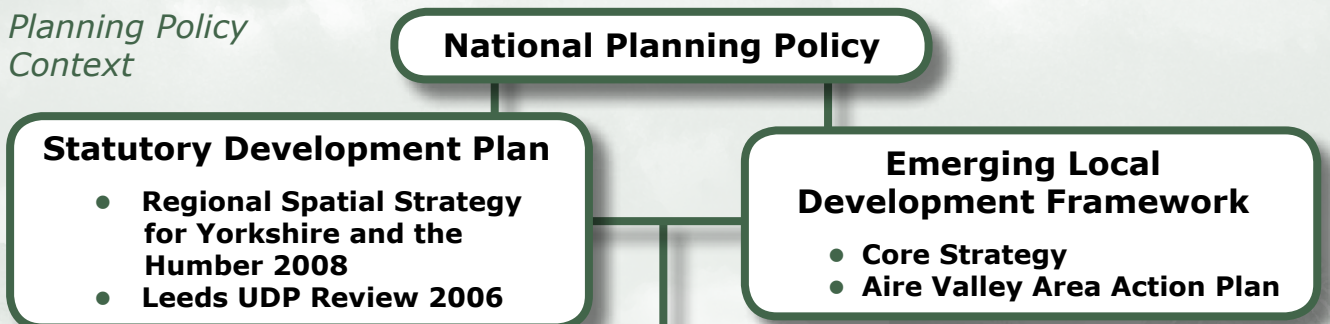 Planning Policy
Context
National Planning Policy
Statutory Development Plan
● Regional Spatial Strategy
for Yorkshire and the
Humber 2008
● Leeds UDP Review 2006
Emerging Local
Development Framework
● Core Strategy
● Aire Valley Area Action Plan